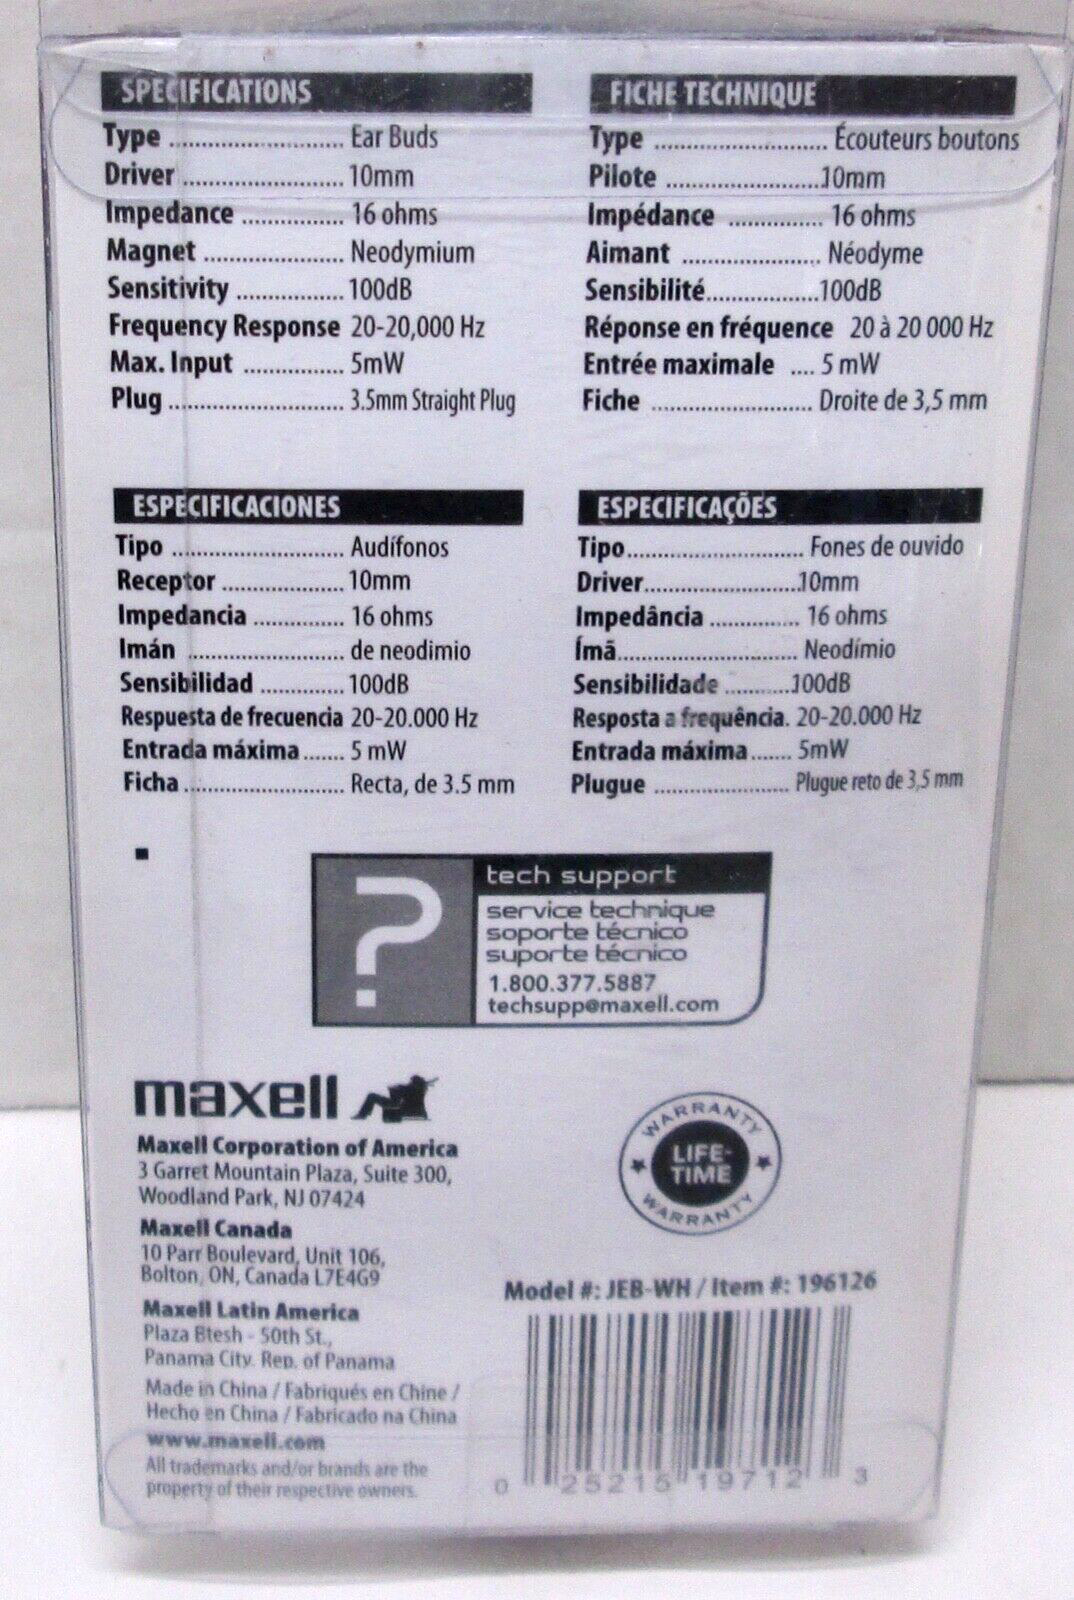 SPECIFICATIONS
Type ........................ Ear Buds
Driver ...................... 10mm
Impedance .............. 16 ohms
Magnet ................... Neodymium
Sensitivity ............... 100dB
Frequency Response 20-20,000 Hz
Max. Input ............... 5mW
Plug ......................... 3.5mm Straight Plug
FICHE TECHNIQUE
Type ......................... Écouteurs boutons
Pilote ...................... 10mm
Impédance ............. 16 ohms
Aimant .................... Néodyme
Sensibilité................. 100dB
Réponse en fréquence 20 à 20 000 Hz
Entrée maximale .... 5 mW
Fiche ....................... Droite de 3,5 mm
ESPECIFICACIONES
Tipo ......................... Audífonos
Receptor .................. 10mm
Impedancia ............. 16 ohms
Imán ....................... de neodimio
Sensibilidad ............ 100dB
Respuesta de frecuencia 20-20.000 Hz
Entrada máxima ...... 5 mW
Ficha ....................... Recta, de 3.5 mm
ESPECIFICAÇÕES
Tipo.......................... Fones de ouvido
Driver....................... 10mm
Impedância ............. 16 ohms
Ímã.......................... Neodímio
Sensibilidade .......... 100dB
Resposta a frequência. 20-20.000 Hz
Entrada máxima...... 5mW
Plugue .................... Plugue reto de 3,5 mm
?
tech support
service technique
soporte técnico
suporte técnico
1.800.377.5887
techsupp@maxell.com
maxell
Maxell Corporation of America
3 Garret Mountain Plaza, Suite 300,
Woodland Park, NJ 07424
Maxell Canada
10 Parr Boulevard, Unit 106,
Bolton, ON, Canada L7E4G9
Maxell Latin America
Plaza Btesh - 50th St.,
Panama City. Rep. of Panama
Made in China / Fabriqués en Chine /
Hecho en China / Fabricado na China
www.maxell.com
All trademarks and/or brands are the
property of their respective owners.
WARRANTY
LIFE-
TIME
WARRANTY
Model #: JEB-WH / Item #: 196126
0 25215 19712 3